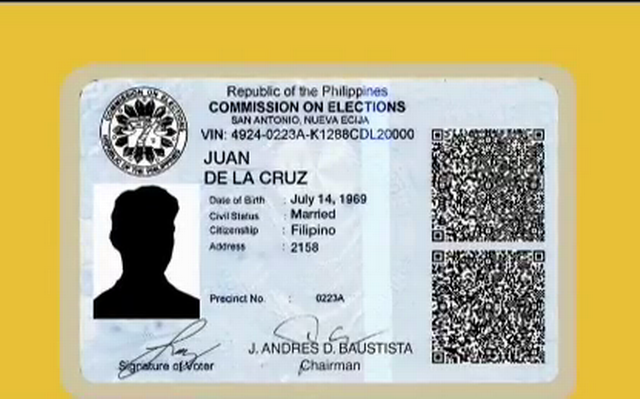 COMMISSION ON ELECTIONS
REPUBLIC OF THE PHILIPPINES
Republic of the Philippines
COMMISSION ON ELECTIONS
SAN ANTONIO, NUEVA ECIJA
VIN: 4924-0223A-K1288CDL20000
JUAN
DE LA CRUZ
Date of Birth : July 14, 1969
Civil Status : Married
Citizenship : Filipino
Address : 2158
Precinct No. : 0223A
Signature of Voter
J. ANDRES D. BAUTISTA
Chairman